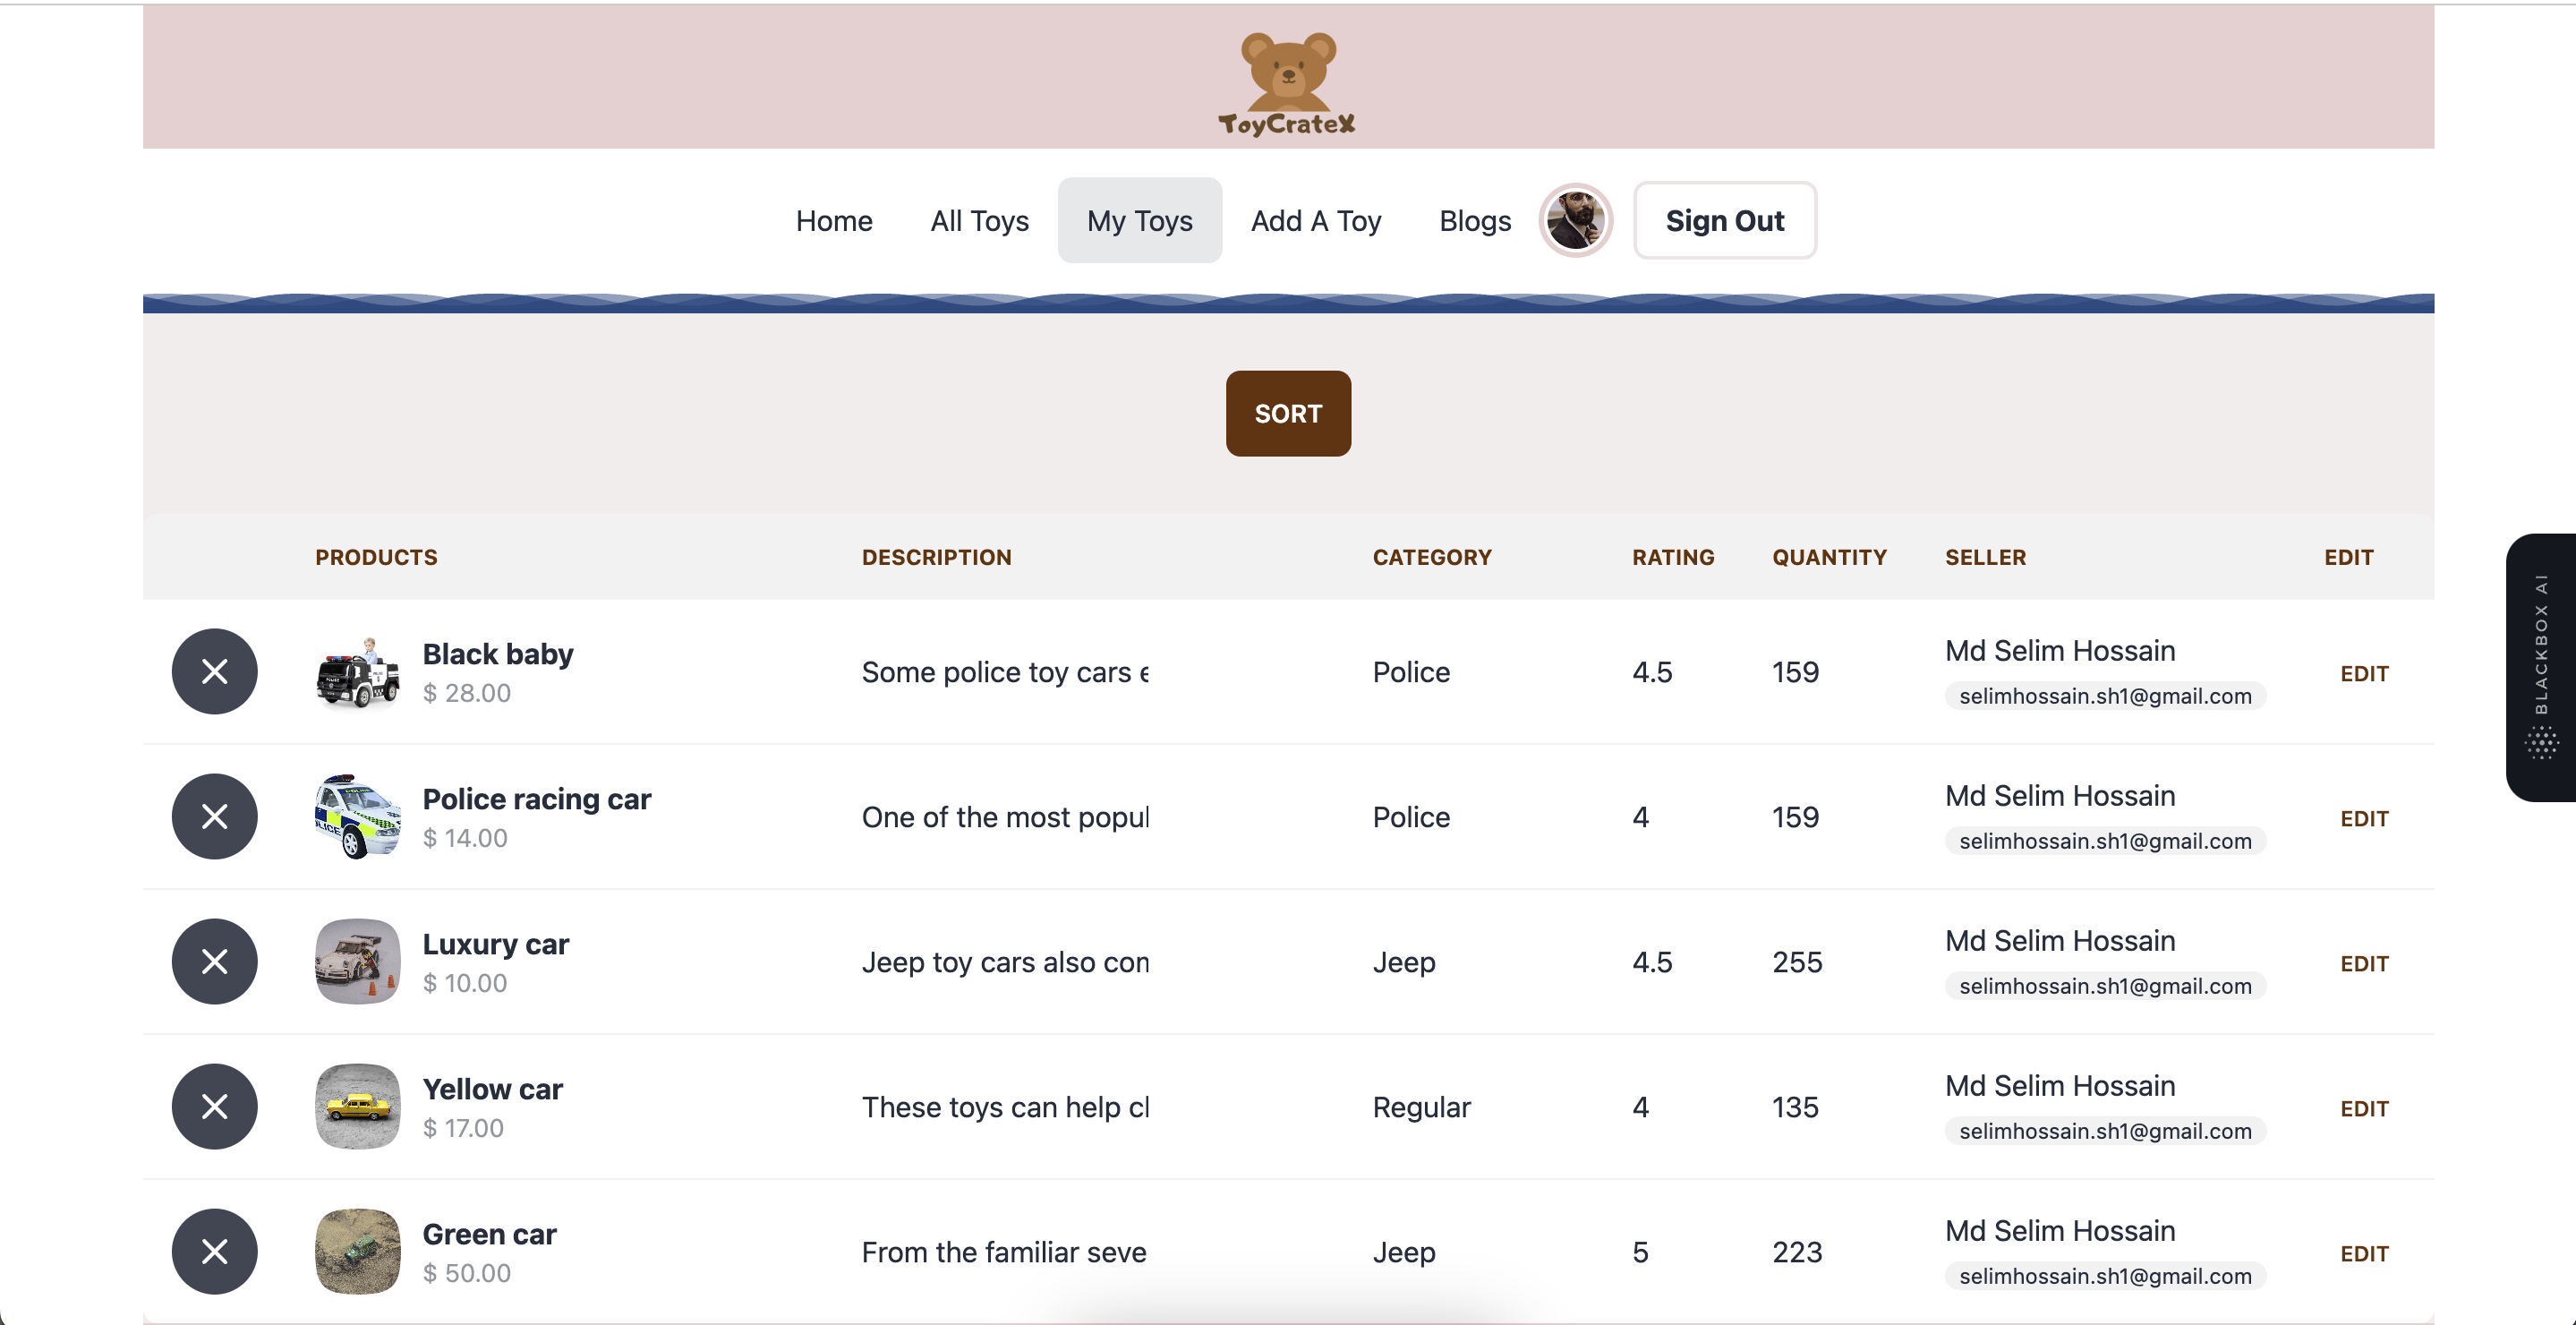 ToyCrateX
Home All Toys My Toys Add A Toy Blogs Sign Out
SORT
PRODUCTS DESCRIPTION CATEGORY RATING QUANTITY SELLER EDIT
Black baby
$ 28.00
Some police toy cars e
Police
4.5
159
Md Selim Hossain
selimhossain.sh1@gmail.com
EDIT
POLICE
Police racing car
$ 14.00
One of the most popul
Police
4
159
Md Selim Hossain
selimhossain.sh1@gmail.com
EDIT
Luxury car
$ 10.00
Jeep toy cars also con
Jeep
4.5
255
Md Selim Hossain
selimhossain.sh1@gmail.com
EDIT
Yellow car
$ 17.00
These toys can help cl
Regular
4
135
Md Selim Hossain
selimhossain.sh1@gmail.com
EDIT
Green car
$ 50.00
From the familiar seve
Jeep
5
223
Md Selim Hossain
selimhossain.sh1@gmail.com
EDIT
BLACKBOX AI